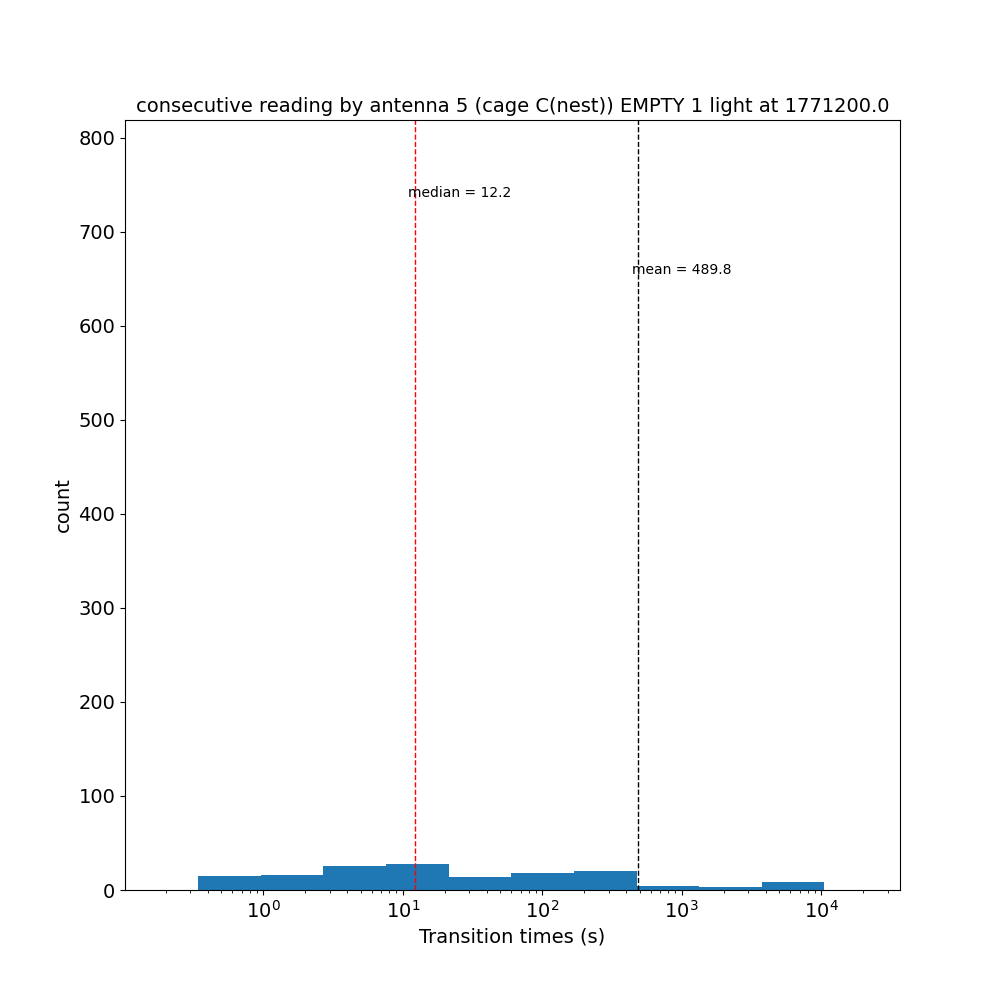 consecutive reading by antenna 5 (cage C(nest)) EMPTY 1 light at 1771200.0
800
median = 12.2
700
mean = 489.8
600
500
count
400
300
200
100
0
10⁰ 10¹ 10² 10³ 10⁴
Transition times (s)